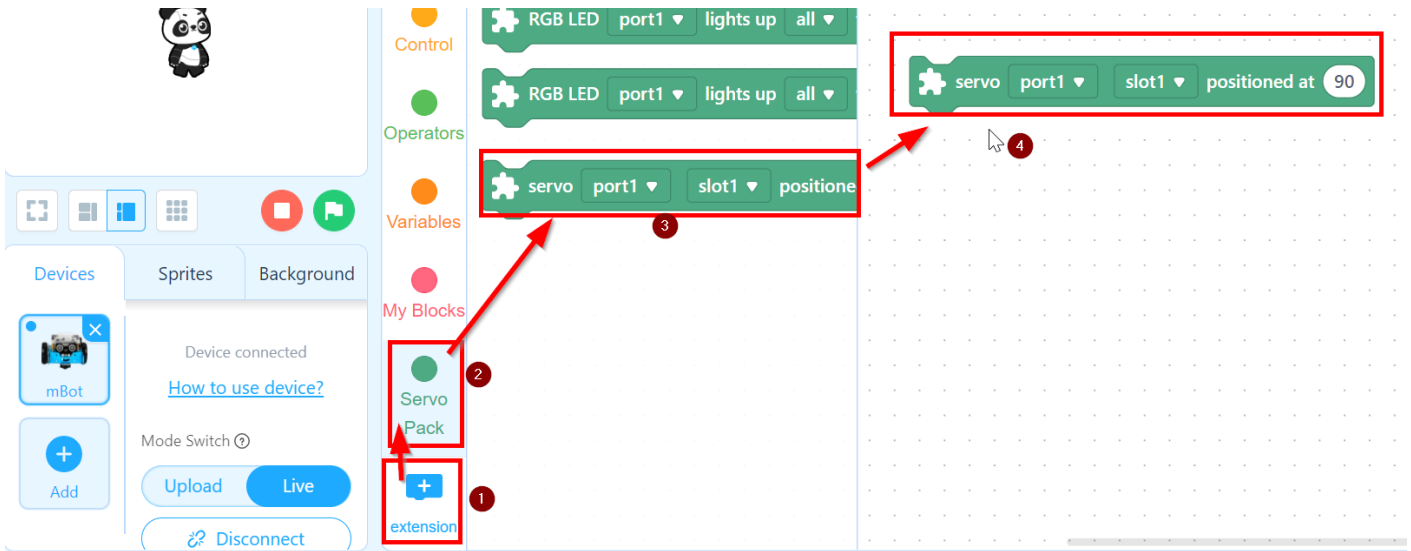 Control
Operators
Variables
My Blocks
Servo
Pack
extension
RGB LED port1 lights up all
RGB LED port1 lights up all
servo port1 slot1 positione
servo port1 slot1 positioned at 90
1
2
3
4
Devices
Sprites
Background
mBot
Add
Device connected
How to use device?
Mode Switch ?
Upload
Live
Disconnect